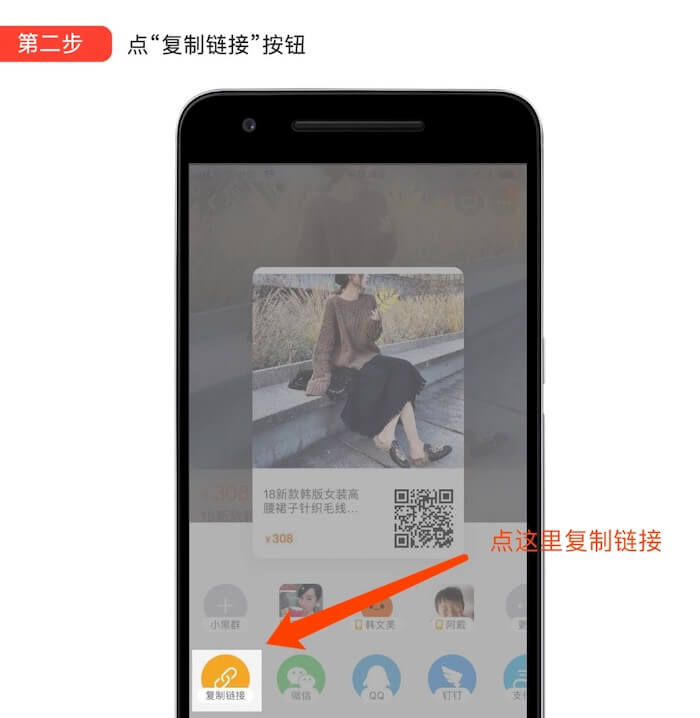 第二步
点“复制链接”按钮
18新款韩版女装高
腰裙子针织毛线...
¥308
¥308
点这里复制链接
小黑群
韩文美
阿戴
复制链接
微信
QQ
钉钉